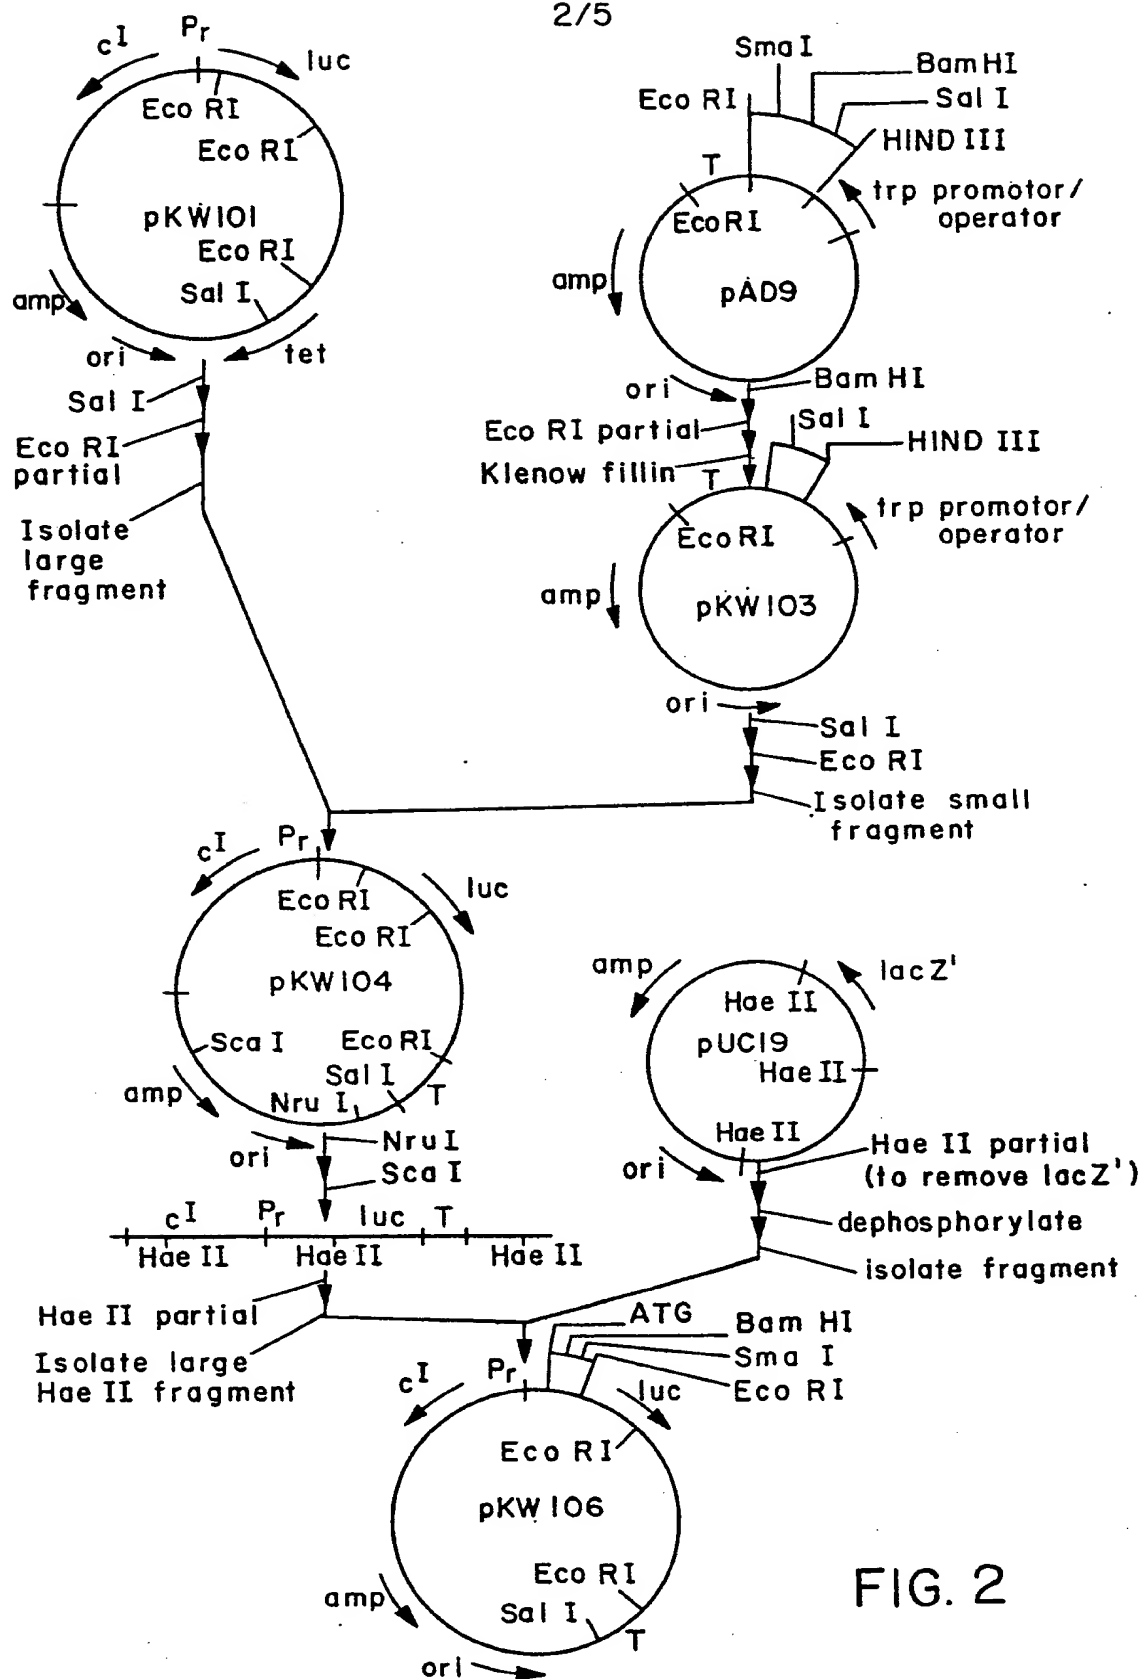 2/5
cI
Pr
luc
Eco RI
Eco RI
pKW101
Eco RI
Sal I
amp
ori
tet
Sal I
Eco RI
partial
Isolate
large
fragment
Sma I
Bam HI
Eco RI
Sal I
HIND III
T
trp promotor/
operator
Eco RI
amp
pAD9
ori
Bam HI
Eco RI partial
Klenow fillin
Sal I
HIND III
T
trp promotor/
operator
Eco RI
amp
pKW103
ori
Sal I
Eco RI
Isolate small
fragment
cI
Pr
luc
Eco RI
Eco RI
pKW104
Sca I
Eco RI
Sal I
T
amp
Nru I
ori
Nru I
Sca I
cI
Pr
luc
T
Hae II
Hae II
Hae II
Hae II partial
Isolate large
Hae II fragment
amp
lacZ'
Hae II
pUC19
Hae II
Hae II
ori
Hae II partial
(to remove lacZ')
dephosphorylate
isolate fragment
ATG
Bam HI
Sma I
Eco RI
cI
Pr
luc
Eco RI
pKW106
Eco RI
Sal I
T
amp
ori
FIG. 2